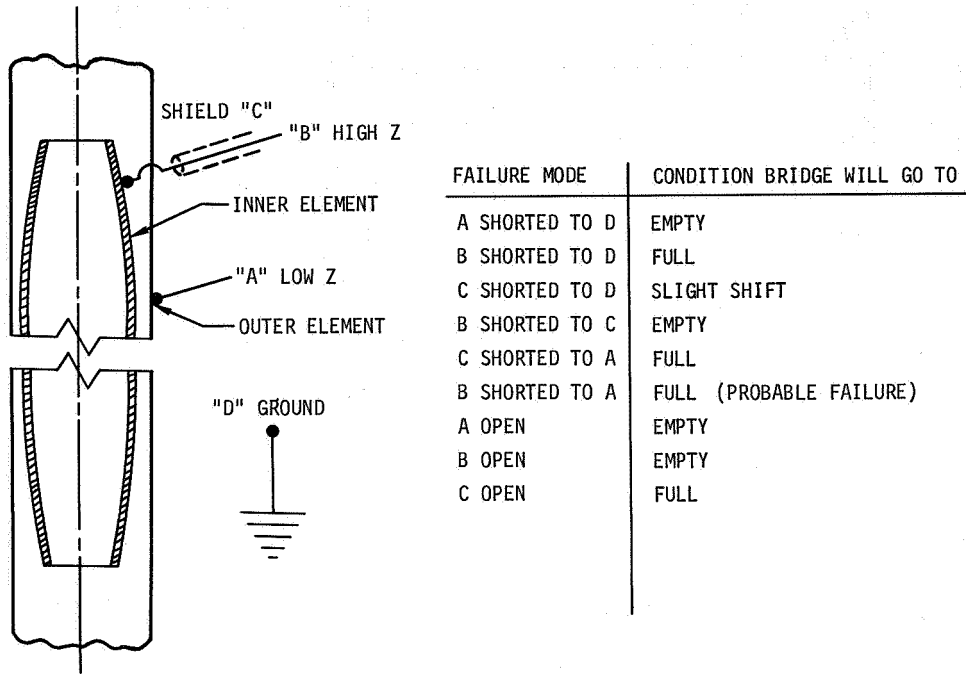 SHIELD "C"
"B" HIGH Z
INNER ELEMENT
"A" LOW Z
OUTER ELEMENT
"D" GROUND
FAILURE MODE CONDITION BRIDGE WILL GO TO
A SHORTED TO D EMPTY
B SHORTED TO D FULL
C SHORTED TO D SLIGHT SHIFT
B SHORTED TO C EMPTY
C SHORTED TO A FULL
B SHORTED TO A FULL (PROBABLE FAILURE)
A OPEN EMPTY
B OPEN EMPTY
C OPEN FULL